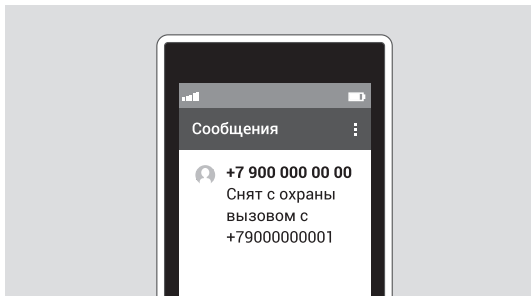 Сообщения
+7 900 000 00 00
Снят с охраны
вызовом с
+79000000001